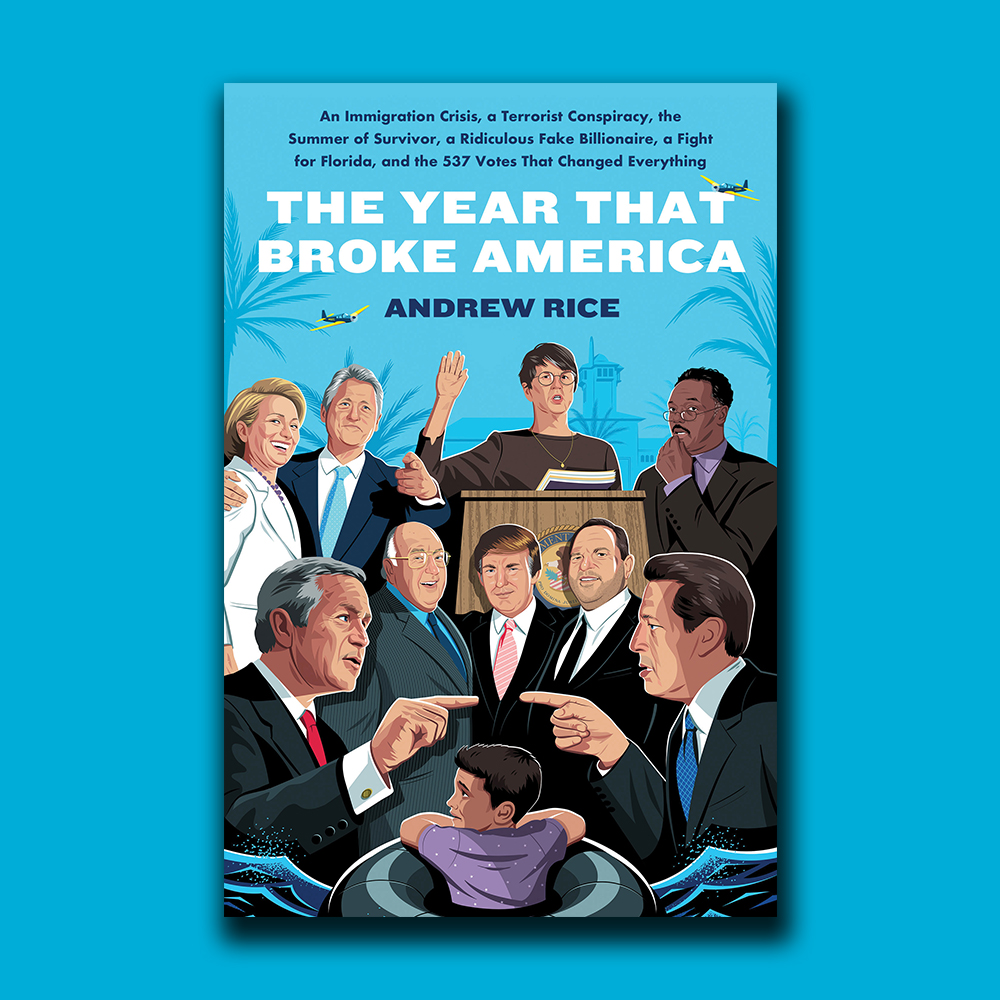 An Immigration Crisis, a Terrorist Conspiracy, the
Summer of Survivor, a Ridiculous Fake Billionaire, a Fight
for Florida, and the 537 Votes That Changed Everything
THE YEAR THAT
BROKE AMERICA
ANDREW RICE
MENT